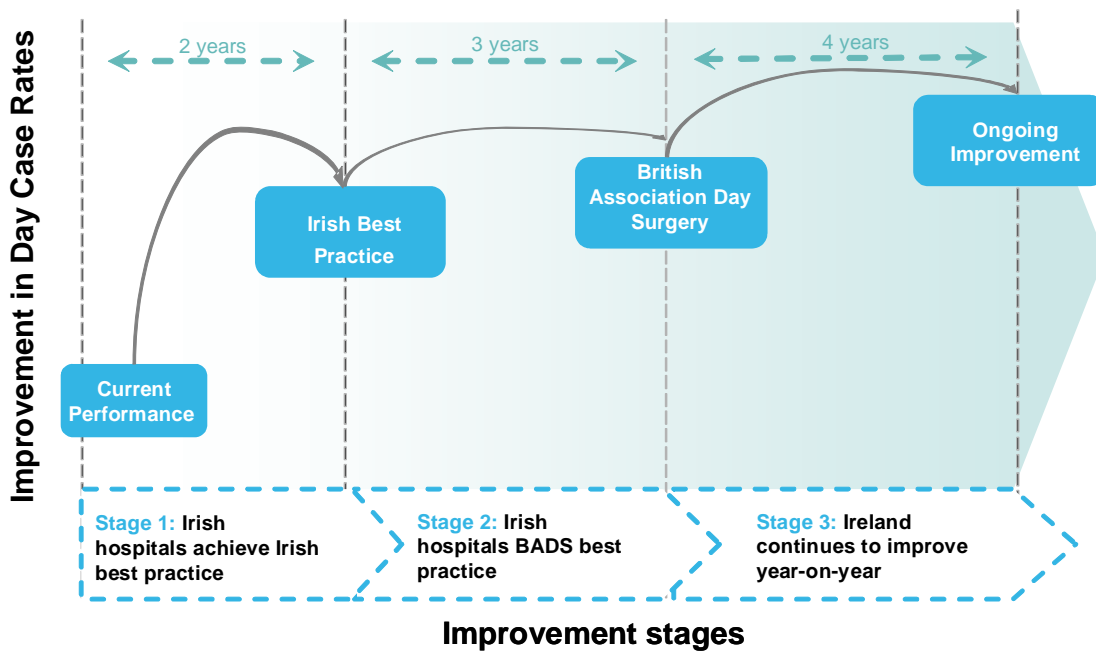 Improvement in Day Case Rates
2 years
3 years
4 years
Ongoing
Improvement
British
Association Day
Surgery
Irish Best
Practice
Current
Performance
Stage 1: Irish
hospitals achieve Irish
best practice
Stage 2: Irish
hospitals BADS best
practice
Stage 3: Ireland
continues to improve
year-on-year
Improvement stages